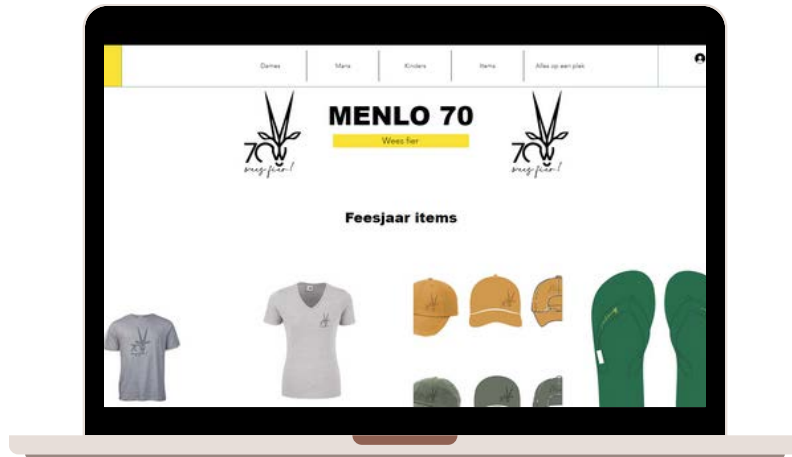 Dames
Mans
Kinders
Items
Alles op een plek
MENLO 70
Wees fier
70
wees fier!
70
wees fier!
Feesjaar items